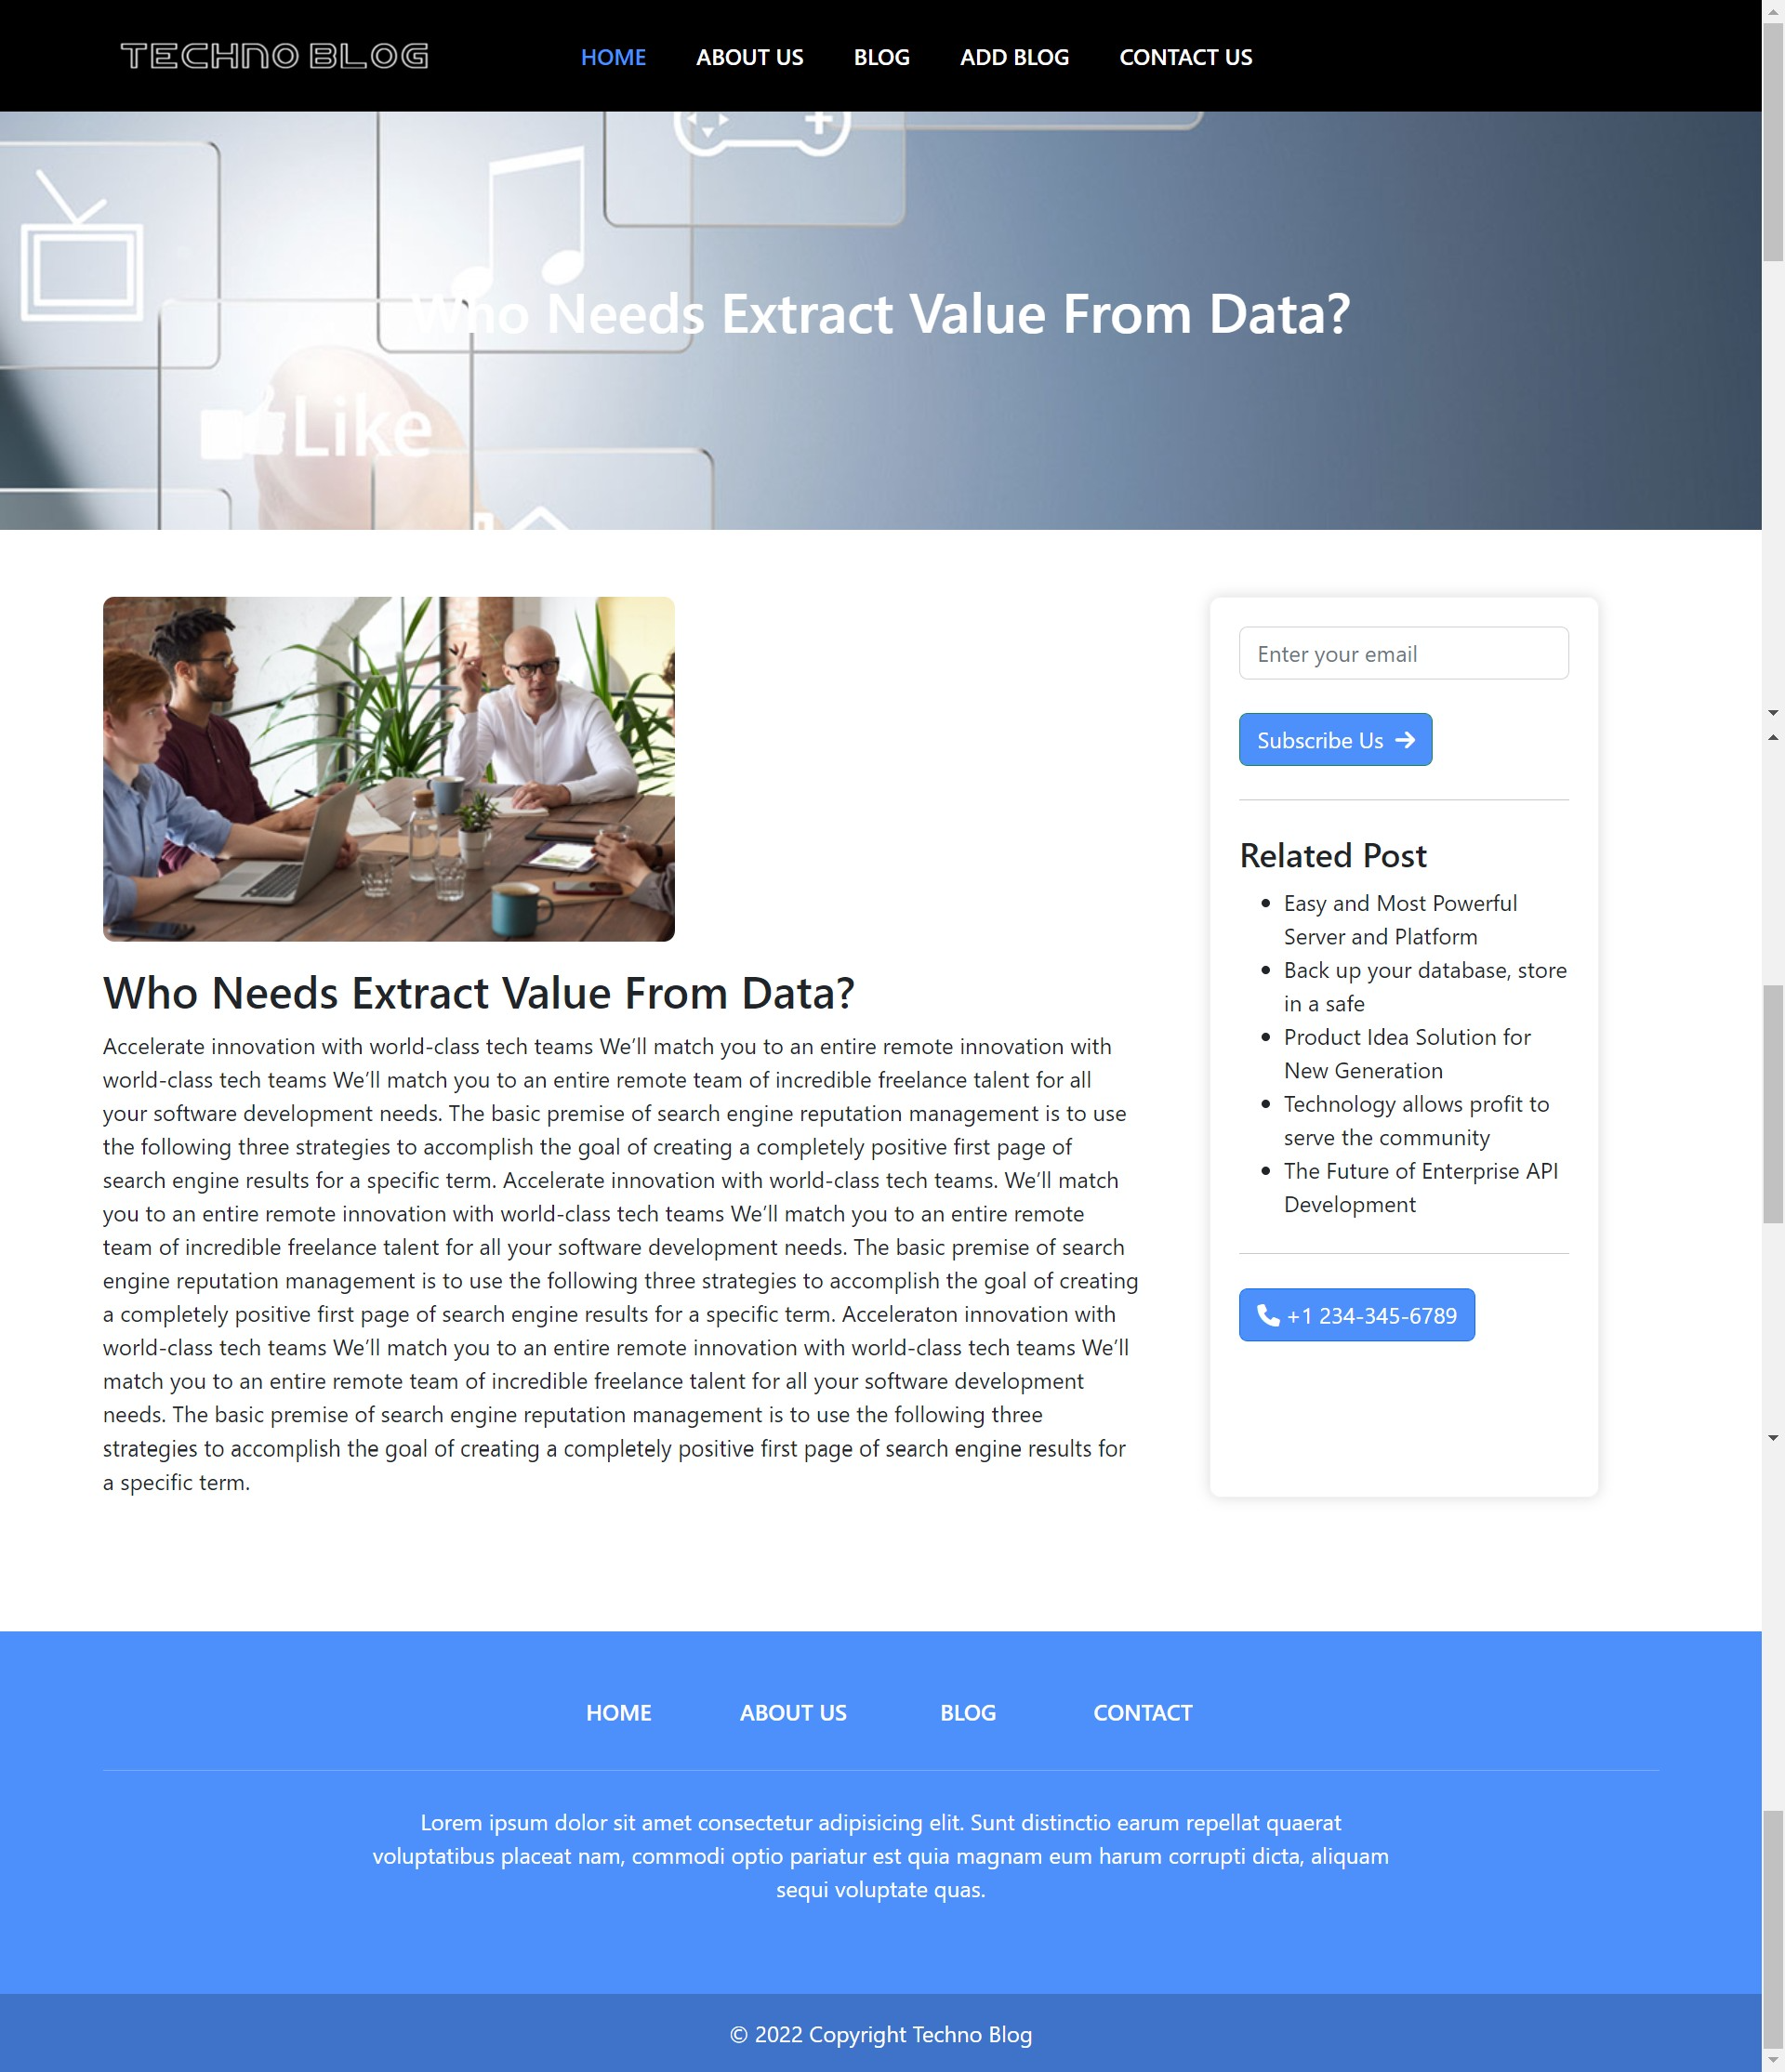 TECHNO BLOG
HOME ABOUT US BLOG ADD BLOG CONTACT US
Who Needs Extract Value From Data?
Like
Enter your email
Subscribe Us
Related Post
Easy and Most Powerful
Server and Platform
Back up your database, store
in a safe
Product Idea Solution for
New Generation
Technology allows profit to
serve the community
The Future of Enterprise API
Development
+1 234-345-6789
Who Needs Extract Value From Data?
Accelerate innovation with world-class tech teams We’ll match you to an entire remote innovation with
world-class tech teams We’ll match you to an entire remote team of incredible freelance talent for all
your software development needs. The basic premise of search engine reputation management is to use
the following three strategies to accomplish the goal of creating a completely positive first page of
search engine results for a specific term. Accelerate innovation with world-class tech teams. We’ll match
you to an entire remote innovation with world-class tech teams We’ll match you to an entire remote
team of incredible freelance talent for all your software development needs. The basic premise of search
engine reputation management is to use the following three strategies to accomplish the goal of creating
a completely positive first page of search engine results for a specific term. Acceleraton innovation with
world-class tech teams We’ll match you to an entire remote innovation with world-class tech teams We’ll
match you to an entire remote team of incredible freelance talent for all your software development
needs. The basic premise of search engine reputation management is to use the following three
strategies to accomplish the goal of creating a completely positive first page of search engine results for
a specific term.
HOME ABOUT US BLOG CONTACT
Lorem ipsum dolor sit amet consectetur adipisicing elit. Sunt distinctio earum repellat quaerat
voluptatibus placeat nam, commodi optio pariatur est quia magnam eum harum corrupti dicta, aliquam
sequi voluptate quas.
© 2022 Copyright Techno Blog